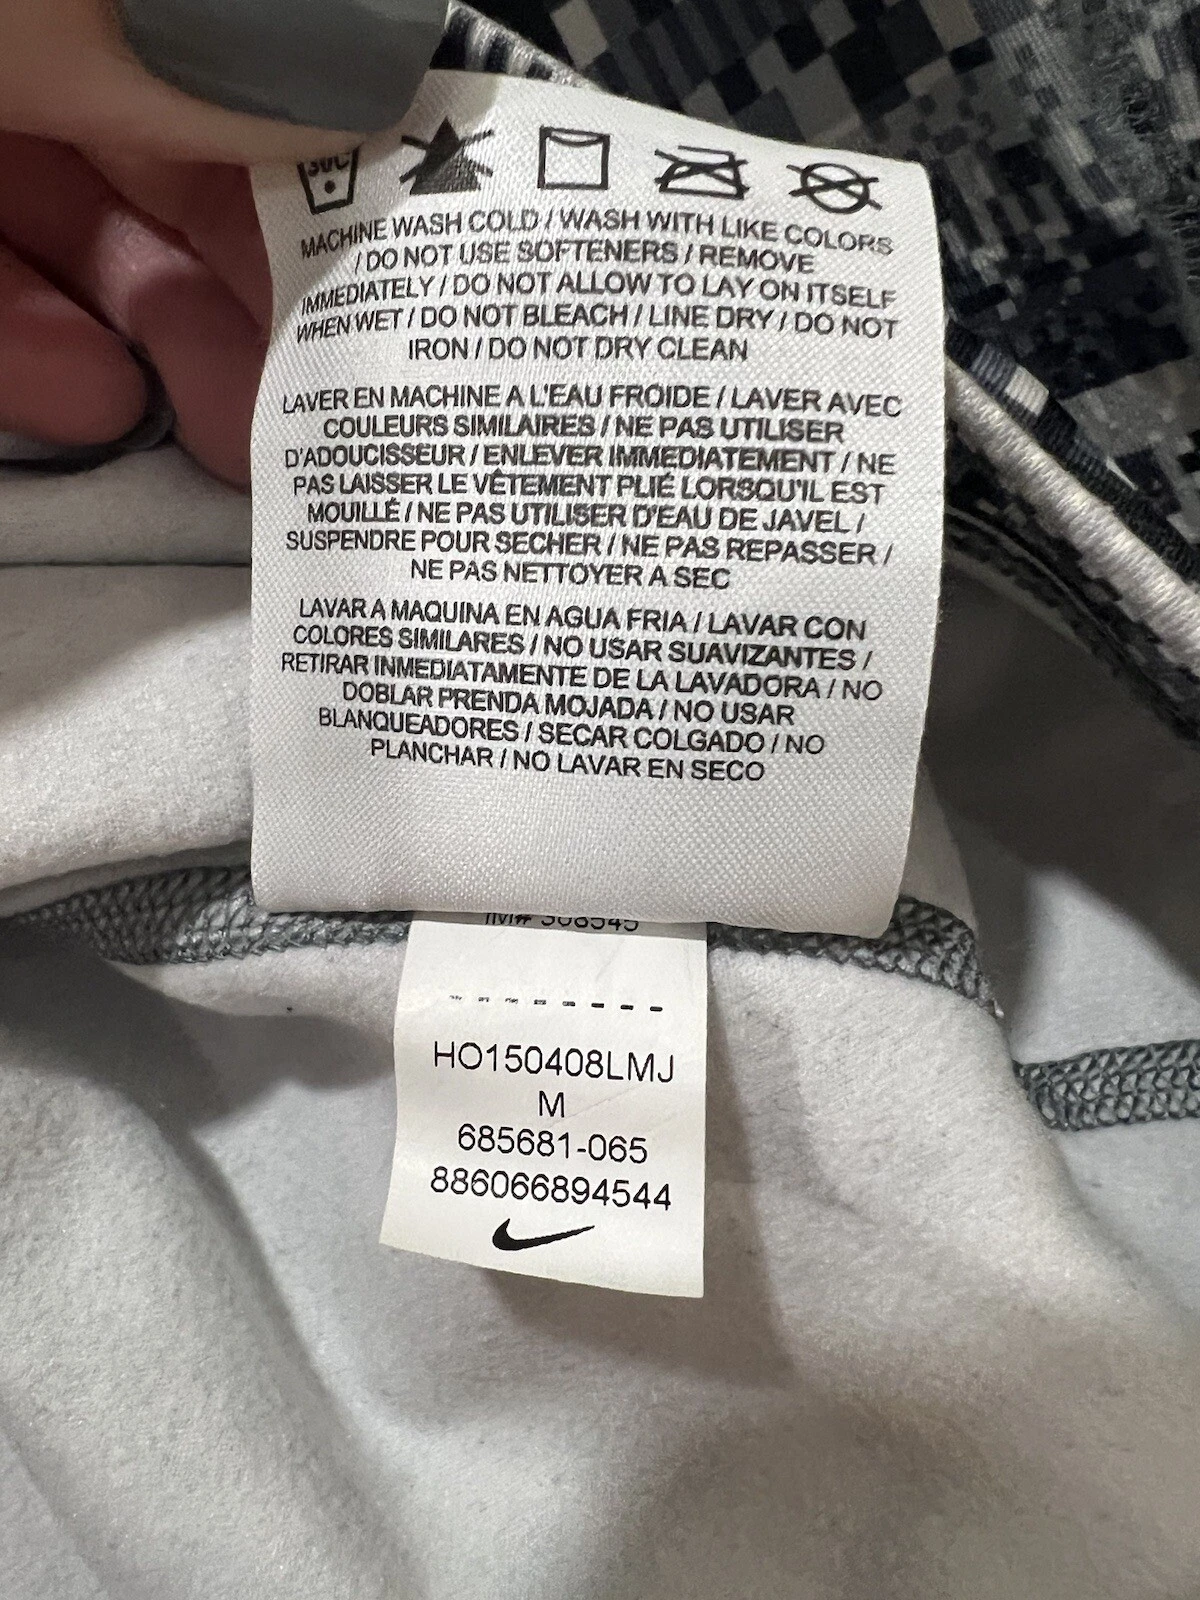 30C
MACHINE WASH COLD / WASH WITH LIKE COLORS
/ DO NOT USE SOFTENERS / REMOVE
IMMEDIATELY / DO NOT ALLOW TO LAY ON ITSELF
WHEN WET / DO NOT BLEACH / LINE DRY / DO NOT
IRON / DO NOT DRY CLEAN
LAVER EN MACHINE A L'EAU FROIDE / LAVER AVEC
COULEURS SIMILAIRES / NE PAS UTILISER
D'ADOUCISSEUR / ENLEVER IMMEDIATEMENT / NE
PAS LAISSER LE VÊTEMENT PLIÉ LORSQU'IL EST
MOUILLÉ / NE PAS UTILISER D'EAU DE JAVEL /
SUSPENDRE POUR SECHER / NE PAS REPASSER /
NE PAS NETTOYER A SEC
LAVAR A MAQUINA EN AGUA FRIA / LAVAR CON
COLORES SIMILARES / NO USAR SUAVIZANTES /
RETIRAR INMEDIATAMENTE DE LA LAVADORA / NO
DOBLAR PRENDA MOJADA / NO USAR
BLANQUEADORES / SECAR COLGADO / NO
PLANCHAR / NO LAVAR EN SECO
IM# 308545
HO150408LMJ
M
685681-065
886066894544